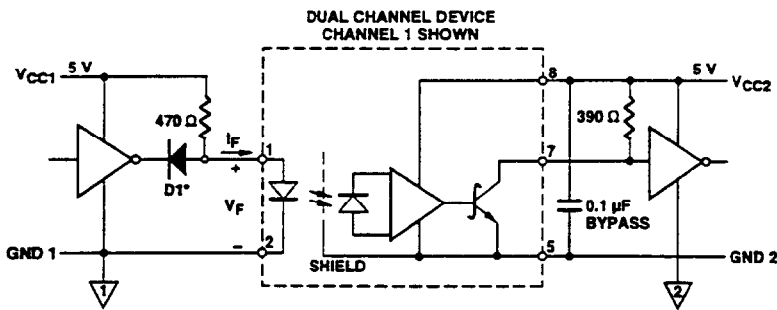 DUAL CHANNEL DEVICE
CHANNEL 1 SHOWN
VCC1
5 V
470 Ω
IF
D1*
+
VF
–
1
2
GND 1
1
SHIELD
8
7
5
5 V
VCC2
390 Ω
0.1 µF
BYPASS
GND 2
2